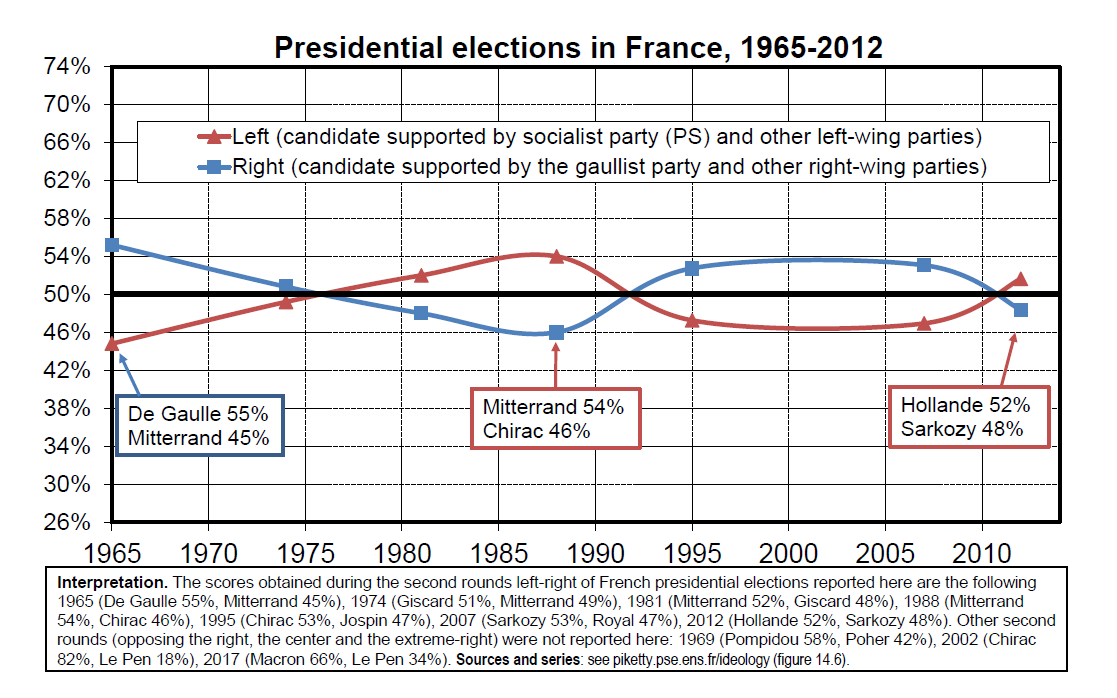 Presidential elections in France, 1965-2012
74%
70%
66%
62%
58%
54%
50%
46%
42%
38%
34%
30%
26%
Left (candidate supported by socialist party (PS) and other left-wing parties)
Right (candidate supported by the gaullist party and other right-wing parties)
De Gaulle 55%
Mitterrand 45%
Mitterrand 54%
Chirac 46%
Hollande 52%
Sarkozy 48%
1965 1970 1975 1980 1985 1990 1995 2000 2005 2010
Interpretation. The scores obtained during the second rounds left-right of French presidential elections reported here are the following
1965 (De Gaulle 55%, Mitterrand 45%), 1974 (Giscard 51%, Mitterrand 49%), 1981 (Mitterrand 52%, Giscard 48%), 1988 (Mitterrand
54%, Chirac 46%), 1995 (Chirac 53%, Jospin 47%), 2007 (Sarkozy 53%, Royal 47%), 2012 (Hollande 52%, Sarkozy 48%). Other second
rounds (opposing the right, the center and the extreme-right) were not reported here: 1969 (Pompidou 58%, Poher 42%), 2002 (Chirac
82%, Le Pen 18%), 2017 (Macron 66%, Le Pen 34%). Sources and series: see piketty.pse.ens.fr/ideology (figure 14.6).